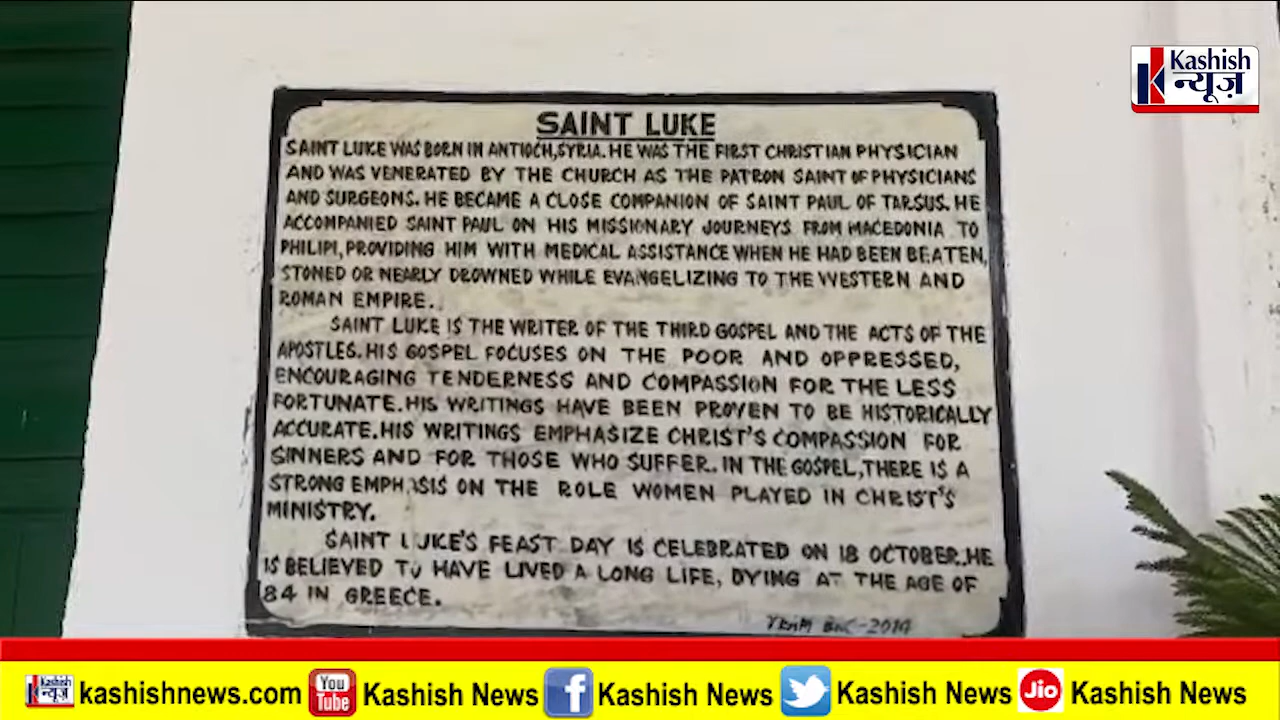 Kashish
न्यूज़
SAINT LUKE
SAINT LUKE WAS BORN IN ANTIOCH,SYRIA. HE WAS THE FIRST CHRISTIAN PHYSICIAN
AND WAS VENERATED BY THE CHURCH AS THE PATRON SAINT OF PHYSICIANS
AND SURGEONS. HE BECAME A CLOSE COMPANION OF SAINT PAUL OF TARSUS. HE
ACCOMPANIED SAINT PAUL ON HIS MISSIONARY JOURNEYS FROM MACEDONIA TO
PHILIPI, PROVIDING HIM WITH MEDICAL ASSISTANCE WHEN HE HAD BEEN BEATEN,
STONED OR NEARLY DROWNED WHILE EVANGELIZING TO THE WESTERN AND
ROMAN EMPIRE.
SAINT LUKE IS THE WRITER OF THE THIRD GOSPEL AND THE ACTS OF THE
APOSTLES. HIS GOSPEL FOCUSES ON THE POOR AND OPPRESSED,
ENCOURAGING TENDERNESS AND COMPASSION FOR THE LESS
FORTUNATE. HIS WRITINGS HAVE BEEN PROVEN TO BE HISTORICALLY
ACCURATE. HIS WRITINGS EMPHASIZE CHRIST'S COMPASSION FOR
SINNERS AND FOR THOSE WHO SUFFER. IN THE GOSPEL, THERE IS A
STRONG EMPHASIS ON THE ROLE WOMEN PLAYED IN CHRIST'S
MINISTRY.
SAINT LUKE'S FEAST DAY IS CELEBRATED ON 18 OCTOBER. HE
IS BELIEVED TO HAVE LIVED A LONG LIFE, DYING AT THE AGE OF
84 IN GREECE.
2019
Kashish न्यूज़ kashishnews.com You Tube Kashish News f Kashish News Kashish News Jio Kashish News